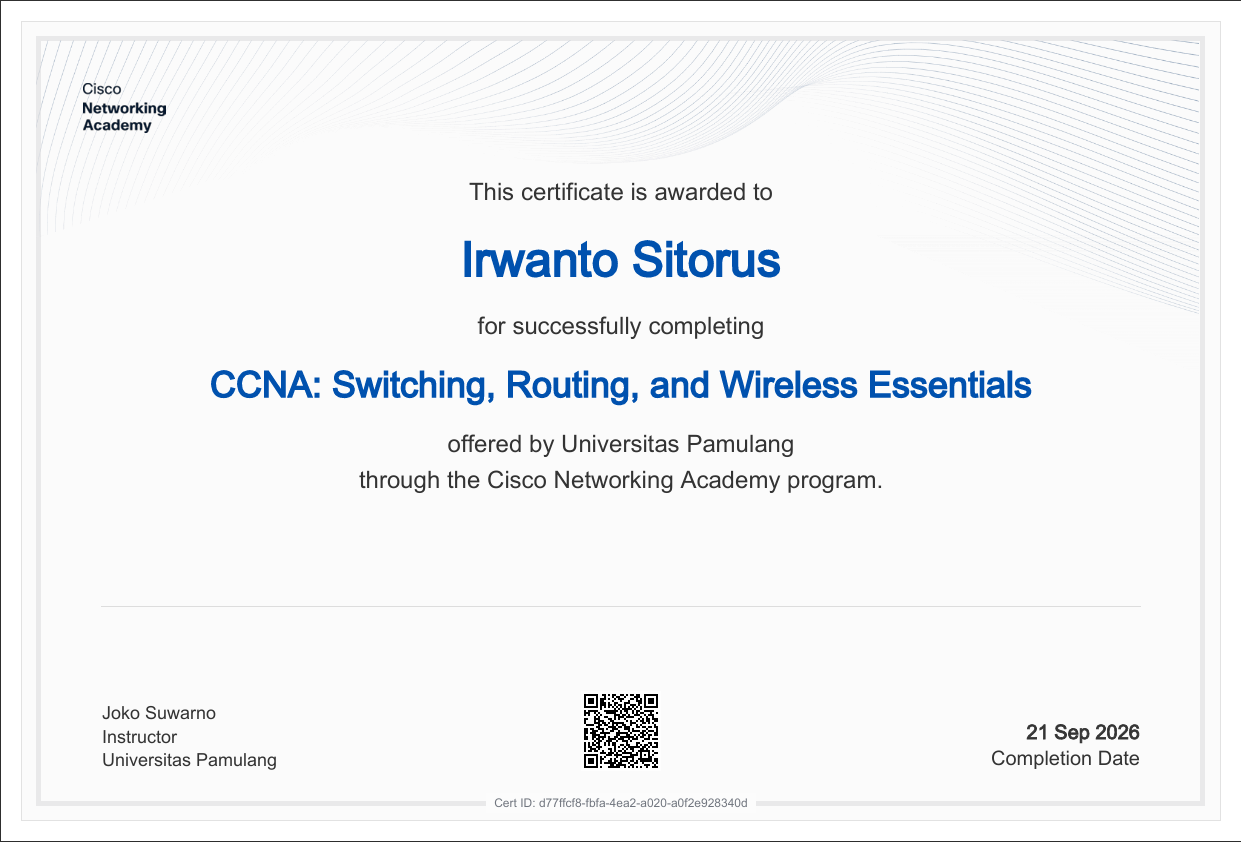 Cisco
Networking
Academy
This certificate is awarded to
Irwanto Sitorus
for successfully completing
CCNA: Switching, Routing, and Wireless Essentials
offered by Universitas Pamulang
through the Cisco Networking Academy program.
Joko Suwarno
Instructor
Universitas Pamulang
21 Sep 2026
Completion Date
Cert ID: d77ffcf8-fbfa-4ea2-a020-a0f2e928340d